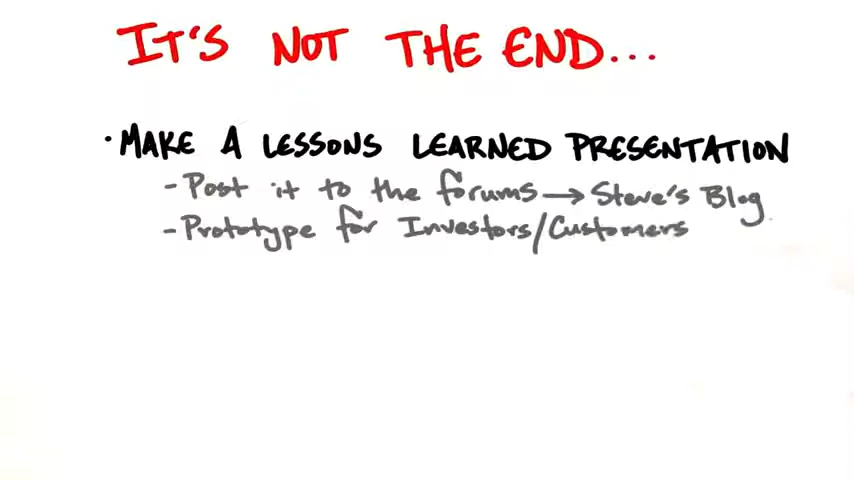 IT'S NOT THE END...
· MAKE A LESSONS LEARNED PRESENTATION
- Post it to the forums → Steve's Blog
- Prototype for Investors/Customers